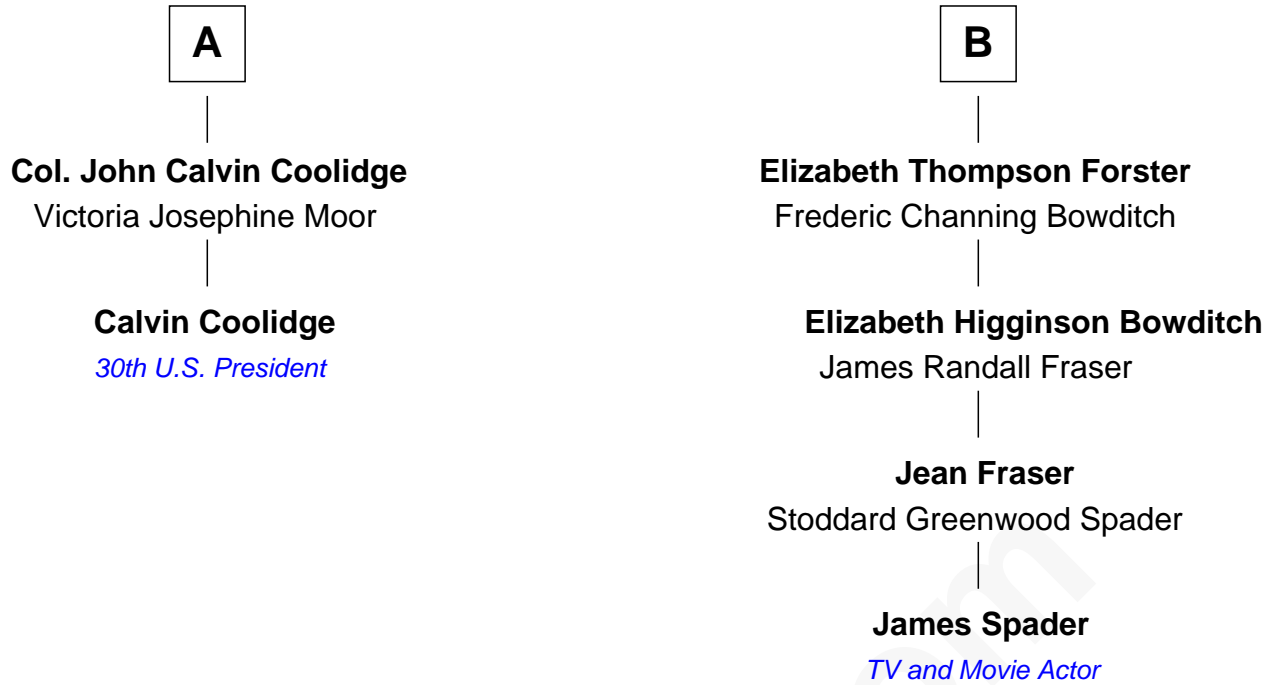 A
Col. John Calvin Coolidge
Victoria Josephine Moor
Calvin Coolidge
30th U.S. President
B
Elizabeth Thompson Forster
Frederic Channing Bowditch
Elizabeth Higginson Bowditch
James Randall Fraser
Jean Fraser
Stoddard Greenwood Spader
James Spader
TV and Movie Actor